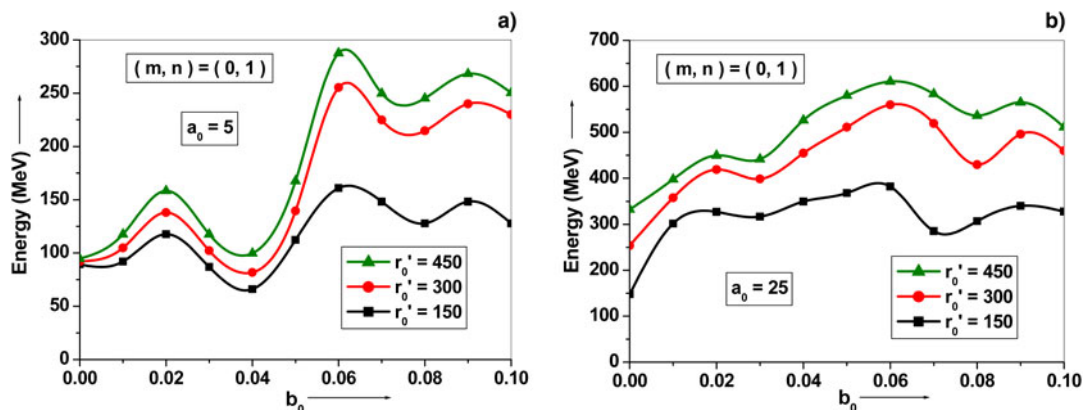 a)
300
250
200
150
100
50
0
Energy (MeV)
( m, n ) = ( 0, 1 )
a₀ = 5
r₀' = 450
r₀' = 300
r₀' = 150
0.00 0.02 0.04 0.06 0.08 0.10
b₀
b)
700
600
500
400
300
200
100
0
Energy (MeV)
( m, n ) = ( 0, 1 )
r₀' = 450
r₀' = 300
r₀' = 150
a₀ = 25
0.00 0.02 0.04 0.06 0.08 0.10
b₀